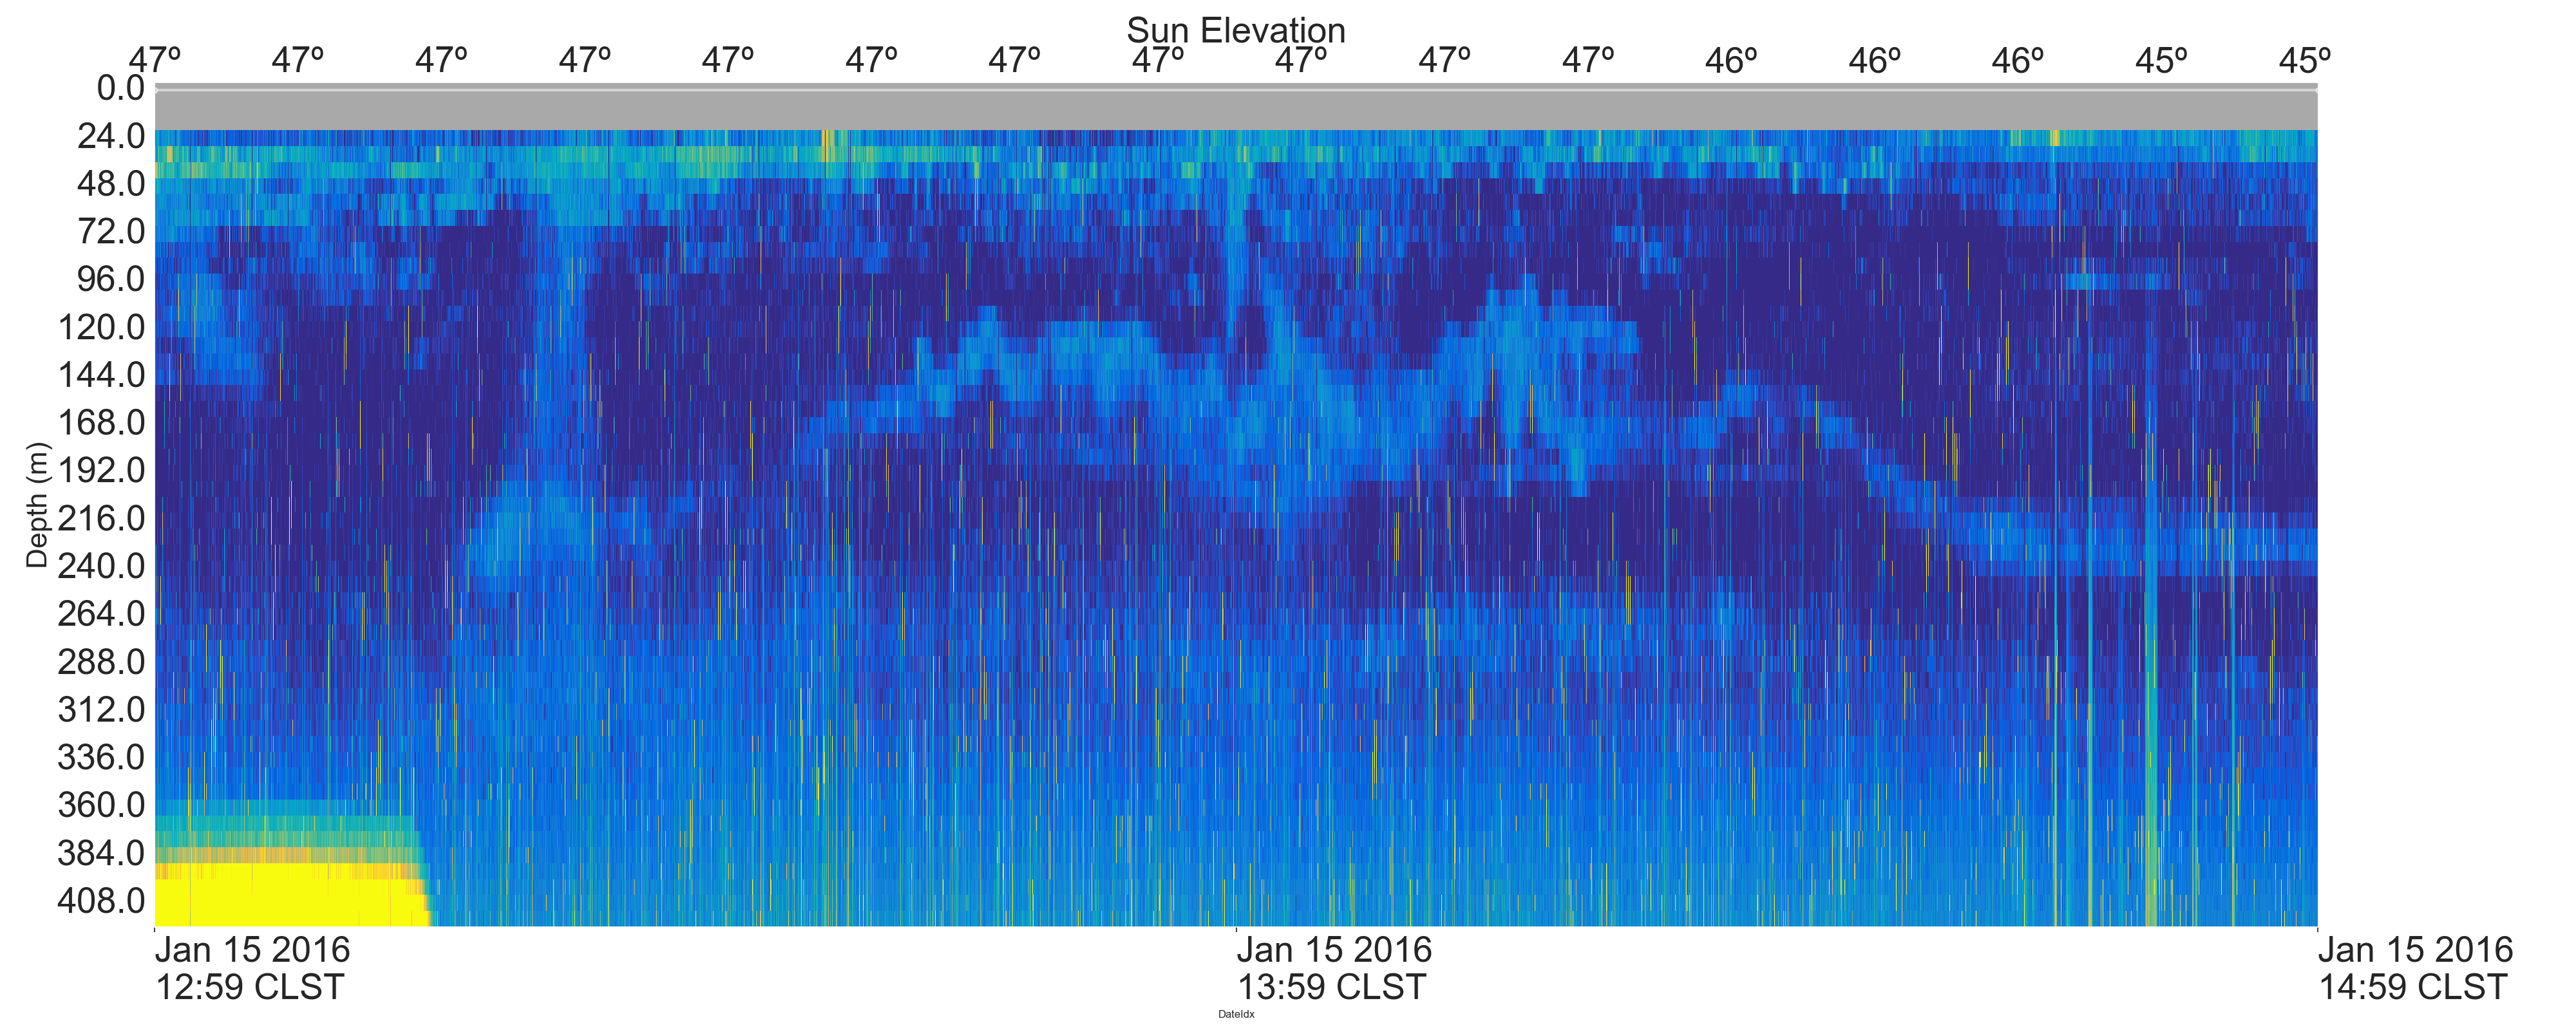 Sun Elevation
47º 47º 47º 47º 47º 47º 47º 47º 47º 47º 47º 46º 46º 46º 45º 45º
0.0
24.0
48.0
72.0
96.0
120.0
144.0
168.0
192.0
216.0
240.0
264.0
288.0
312.0
336.0
360.0
384.0
408.0
Depth (m)
Jan 15 2016
12:59 CLST
Jan 15 2016
13:59 CLST
Jan 15 2016
14:59 CLST
DateIdx